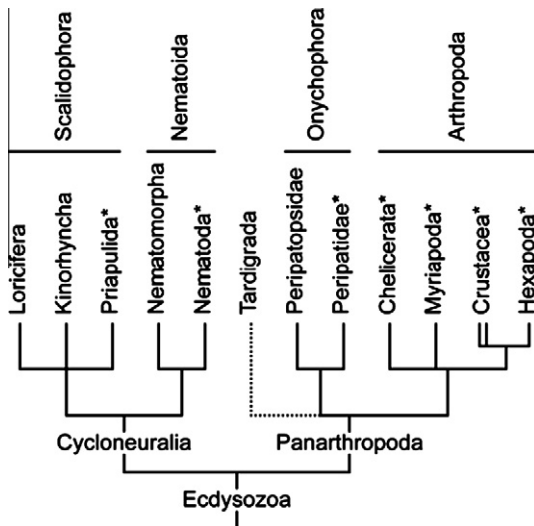 Scalidophora
Nematoida
Onychophora
Arthropoda
Loricifera
Kinorhyncha
Priapulida*
Nematomorpha
Nematoda*
Tardigrada
Peripatopsidae
Peripatidae*
Chelicerata*
Myriapoda*
Crustacea*
Hexapoda*
Cycloneuralia
Panarthropoda
Ecdysozoa